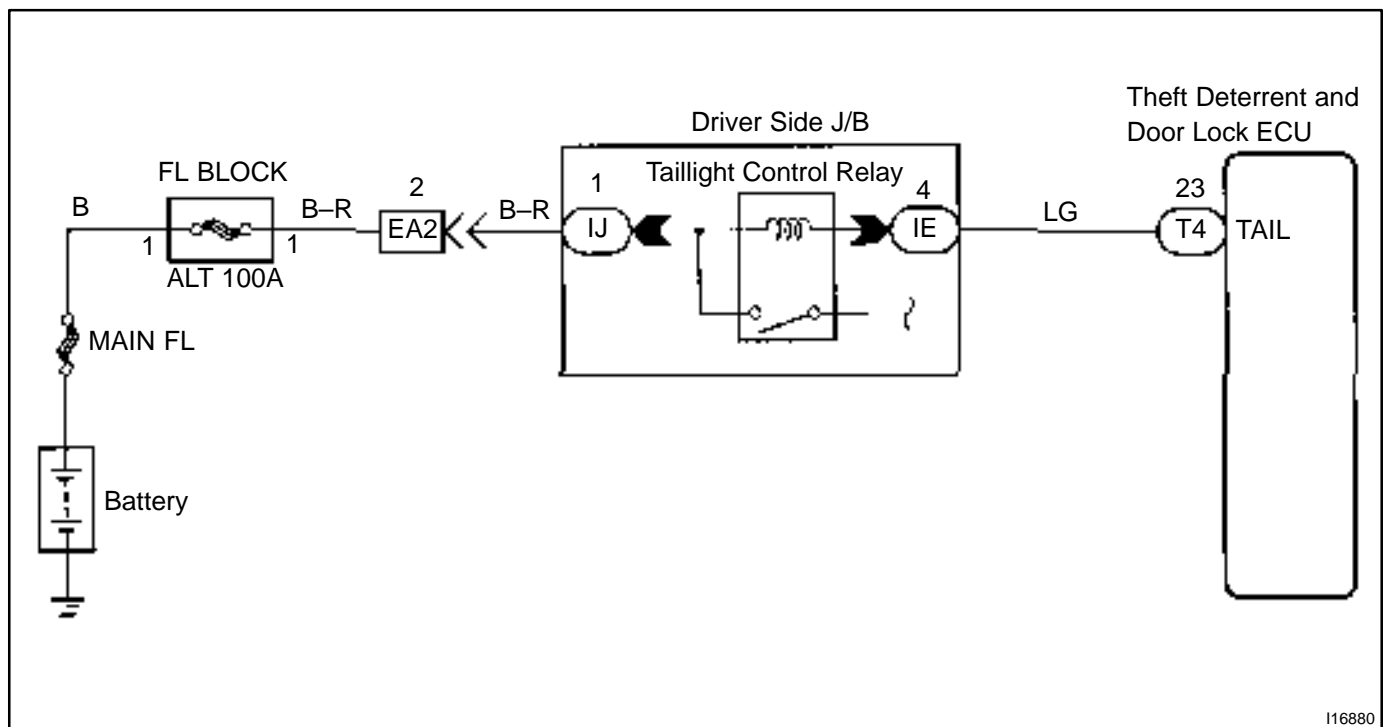 Theft Deterrent and
Door Lock ECU
Driver Side J/B
FL BLOCK
Taillight Control Relay
B
1
1
B–R
2
EA2
B–R
1
IJ
4
IE
LG
23
T4
TAIL
ALT 100A
MAIN FL
Battery
I16880